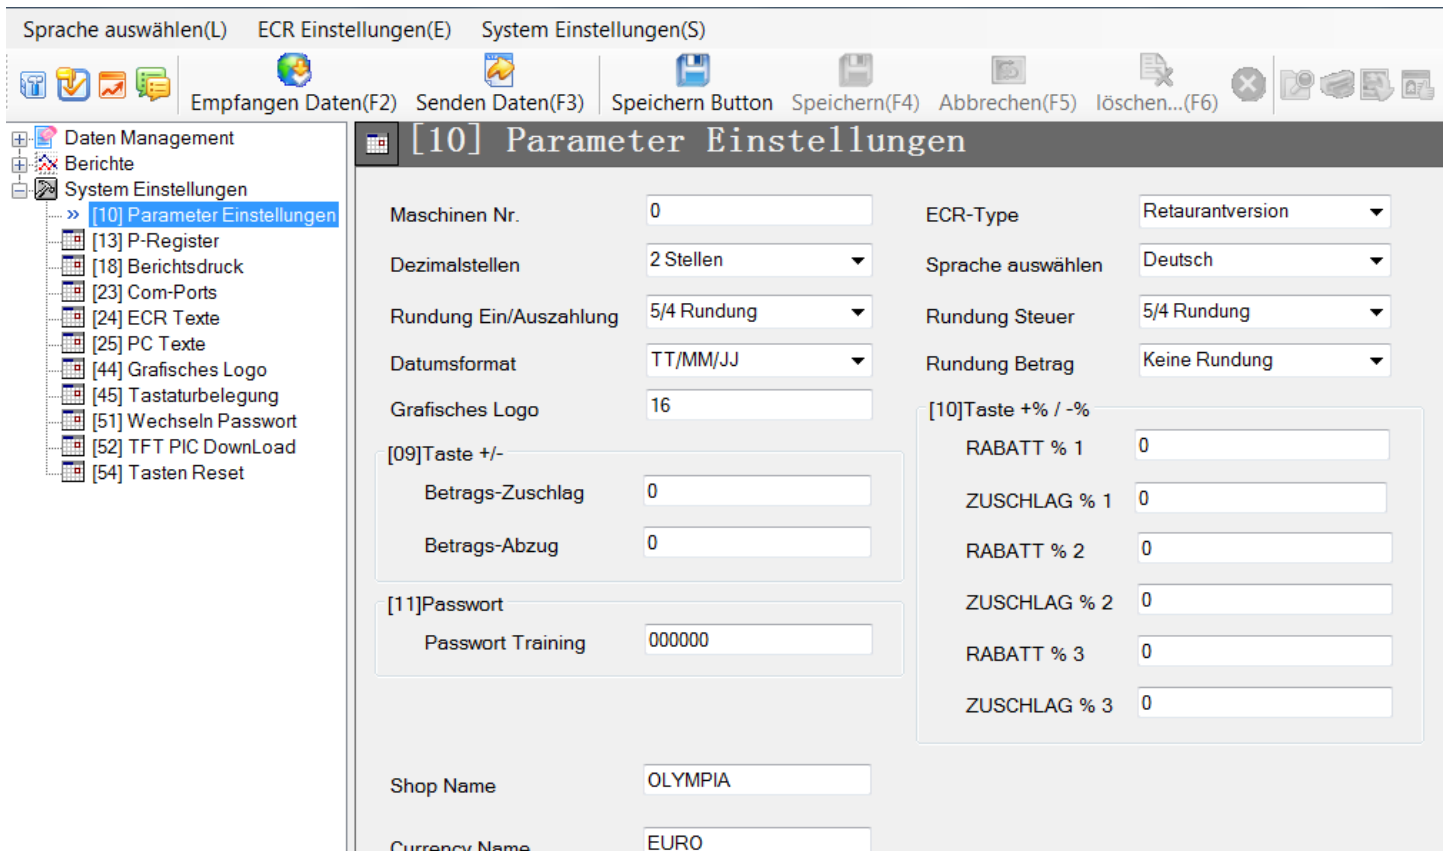 Sprache auswählen(L) ECR Einstellungen(E) System Einstellungen(S)
Empfangen Daten(F2) Senden Daten(F3) Speichern Button Speichern(F4) Abbrechen(F5) löschen...(F6)
Daten Management
Berichte
System Einstellungen
» [10] Parameter Einstellungen
[13] P-Register
[18] Berichtsdruck
[23] Com-Ports
[24] ECR Texte
[25] PC Texte
[44] Grafisches Logo
[45] Tastaturbelegung
[51] Wechseln Passwort
[52] TFT PIC DownLoad
[54] Tasten Reset
[10] Parameter Einstellungen
Maschinen Nr. 0
Dezimalstellen 2 Stellen
Rundung Ein/Auszahlung 5/4 Rundung
Datumsformat TT/MM/JJ
Grafisches Logo 16
[09]Taste +/-
Betrags-Zuschlag 0
Betrags-Abzug 0
[11]Passwort
Passwort Training 000000
Shop Name OLYMPIA
Currency Name EURO
ECR-Type Retaurantversion
Sprache auswählen Deutsch
Rundung Steuer 5/4 Rundung
Rundung Betrag Keine Rundung
[10]Taste +% / -%
RABATT % 1 0
ZUSCHLAG % 1 0
RABATT % 2 0
ZUSCHLAG % 2 0
RABATT % 3 0
ZUSCHLAG % 3 0